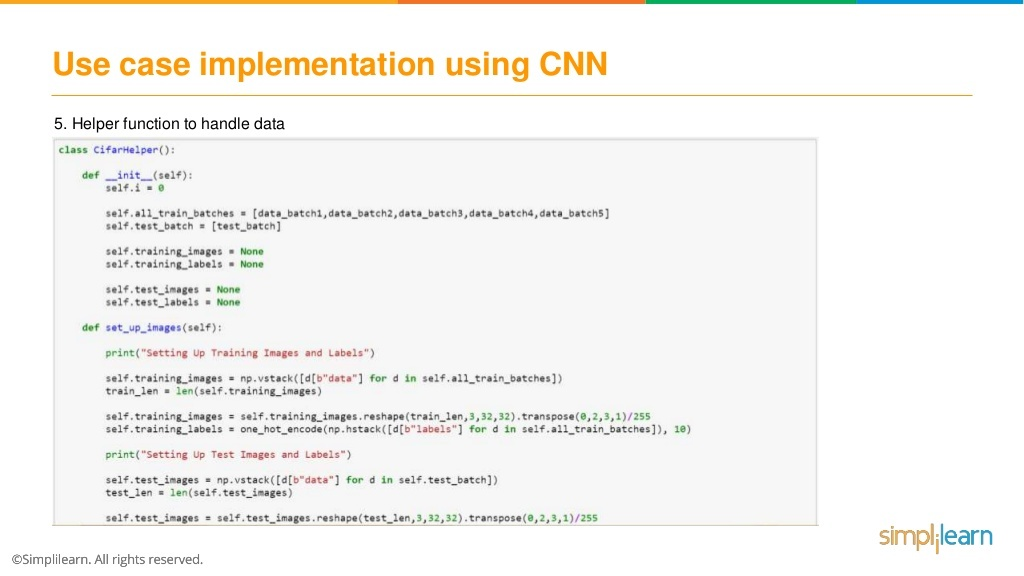 Use case implementation using CNN
5. Helper function to handle data
class CifarHelper():
def __init__(self):
self.i = 0
self.all_train_batches = [data_batch1,data_batch2,data_batch3,data_batch4,data_batch5]
self.test_batch = [test_batch]
self.training_images = None
self.training_labels = None
self.test_images = None
self.test_labels = None
def set_up_images(self):
print("Setting Up Training Images and Labels")
self.training_images = np.vstack([d[b"data"] for d in self.all_train_batches])
train_len = len(self.training_images)
self.training_images = self.training_images.reshape(train_len,3,32,32).transpose(0,2,3,1)/255
self.training_labels = one_hot_encode(np.hstack([d[b"labels"] for d in self.all_train_batches]), 10)
print("Setting Up Test Images and Labels")
self.test_images = np.vstack([d[b"data"] for d in self.test_batch])
test_len = len(self.test_images)
self.test_images = self.test_images.reshape(test_len,3,32,32).transpose(0,2,3,1)/255
simplilearn
©Simplilearn. All rights reserved.